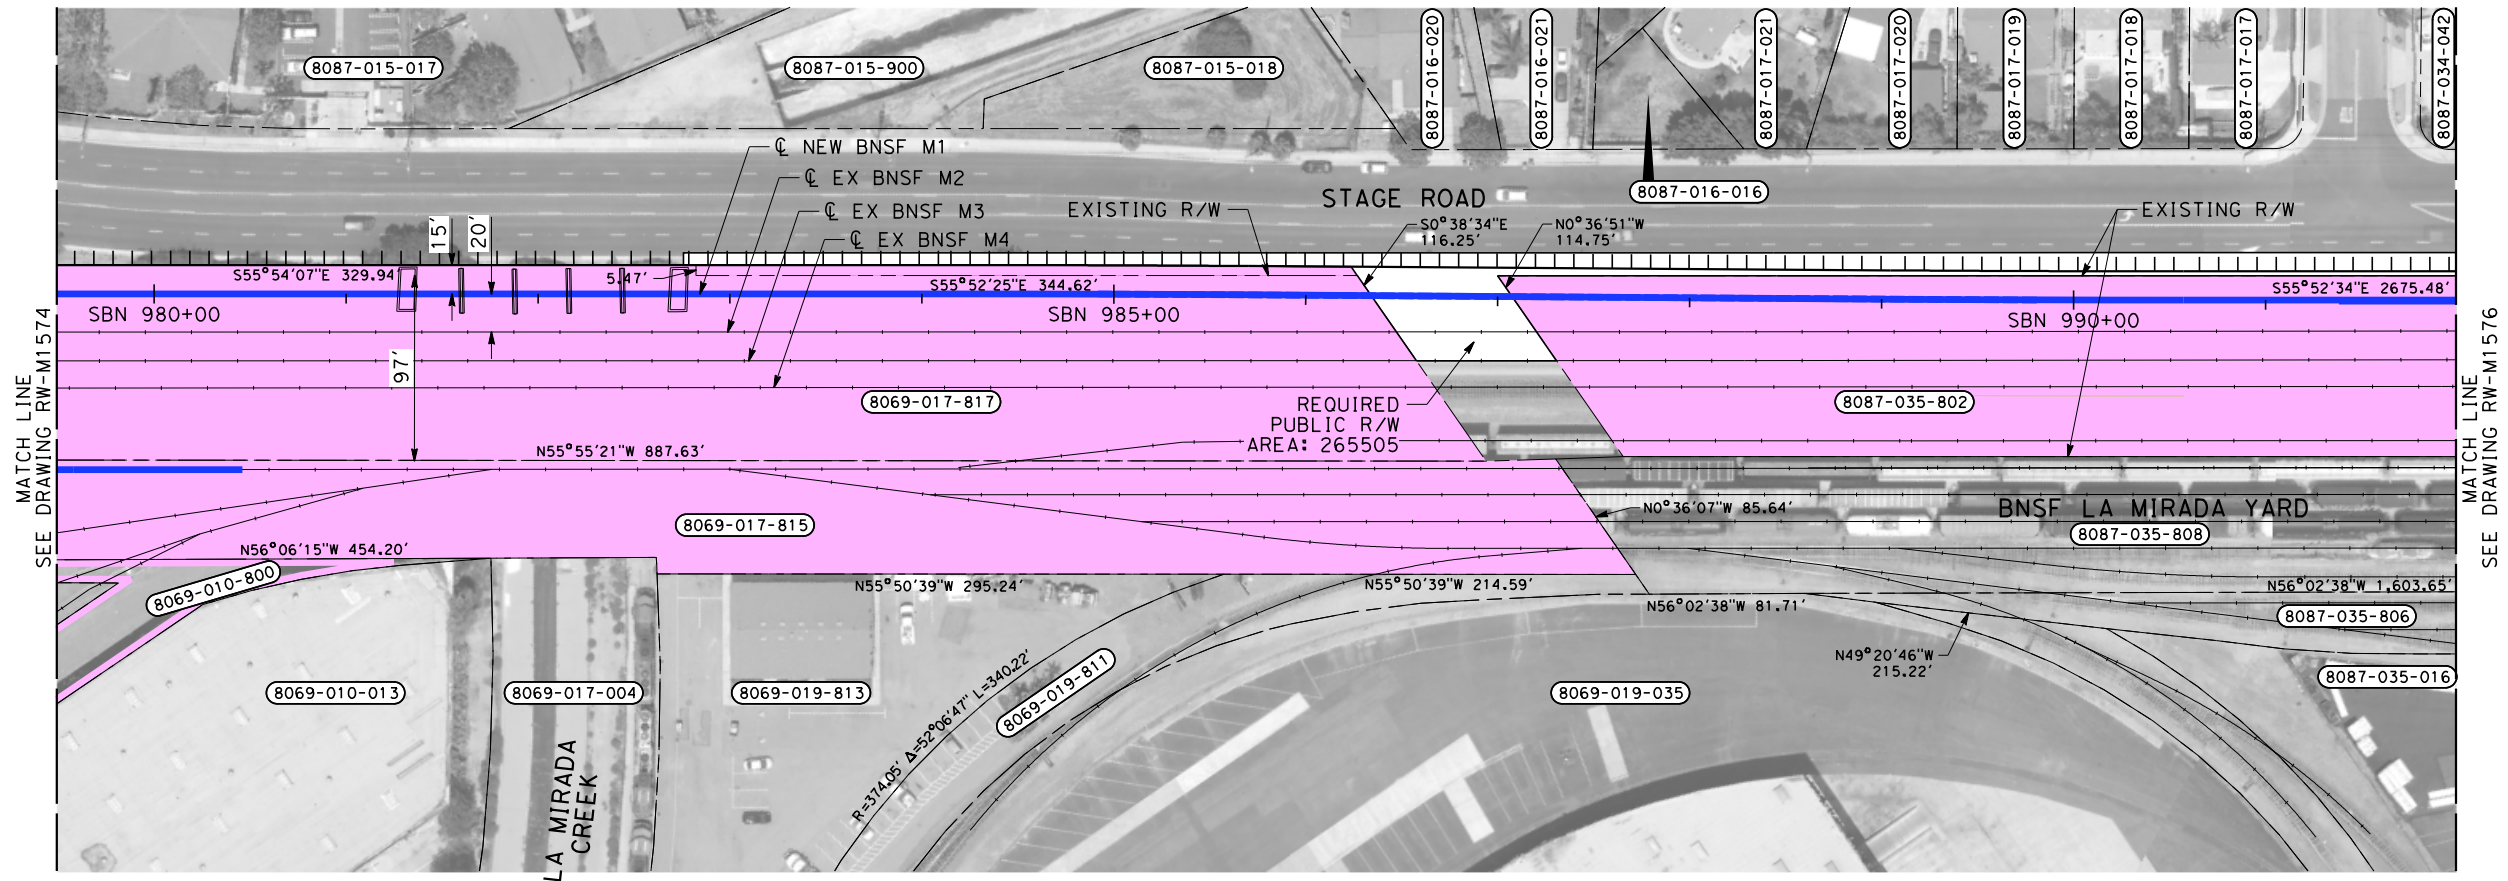 8087-015-017
8087-015-900
8087-015-018
8087-016-020
8087-016-021
8087-017-021
8087-017-020
8087-017-019
8087-017-018
8087-017-017
8087-034-042
8087-016-016
℄ NEW BNSF M1
℄ EX BNSF M2
℄ EX BNSF M3
℄ EX BNSF M4
STAGE ROAD
EXISTING R/W
S0°38'34"E
116.25'
N0°36'51"W
114.75'
EXISTING R/W
15'
20'
S55°54'07"E 329.94'
5.47'
S55°52'25"E 344.62'
S55°52'34"E 2675.48'
SBN 980+00
SBN 985+00
SBN 990+00
97'
MATCH LINE
SEE DRAWING RW-M1574
MATCH LINE
SEE DRAWING RW-M1576
8069-017-817
8087-035-802
REQUIRED
PUBLIC R/W
AREA: 265505
N55°55'21"W 887.63'
8069-017-815
N0°36'07"W 85.64'
BNSF LA MIRADA YARD
8087-035-808
N56°06'15"W 454.20'
8069-010-800
N55°50'39"W 295.24'
N55°50'39"W 214.59'
N56°02'38"W 1,603.65'
N56°02'38"W 81.71'
8087-035-806
N49°20'46"W
215.22'
8087-035-016
8069-010-013
8069-017-004
8069-019-813
R=374.05' Δ=52°06'47" L=340.22'
8069-019-811
8069-019-035
LA MIRADA
CREEK